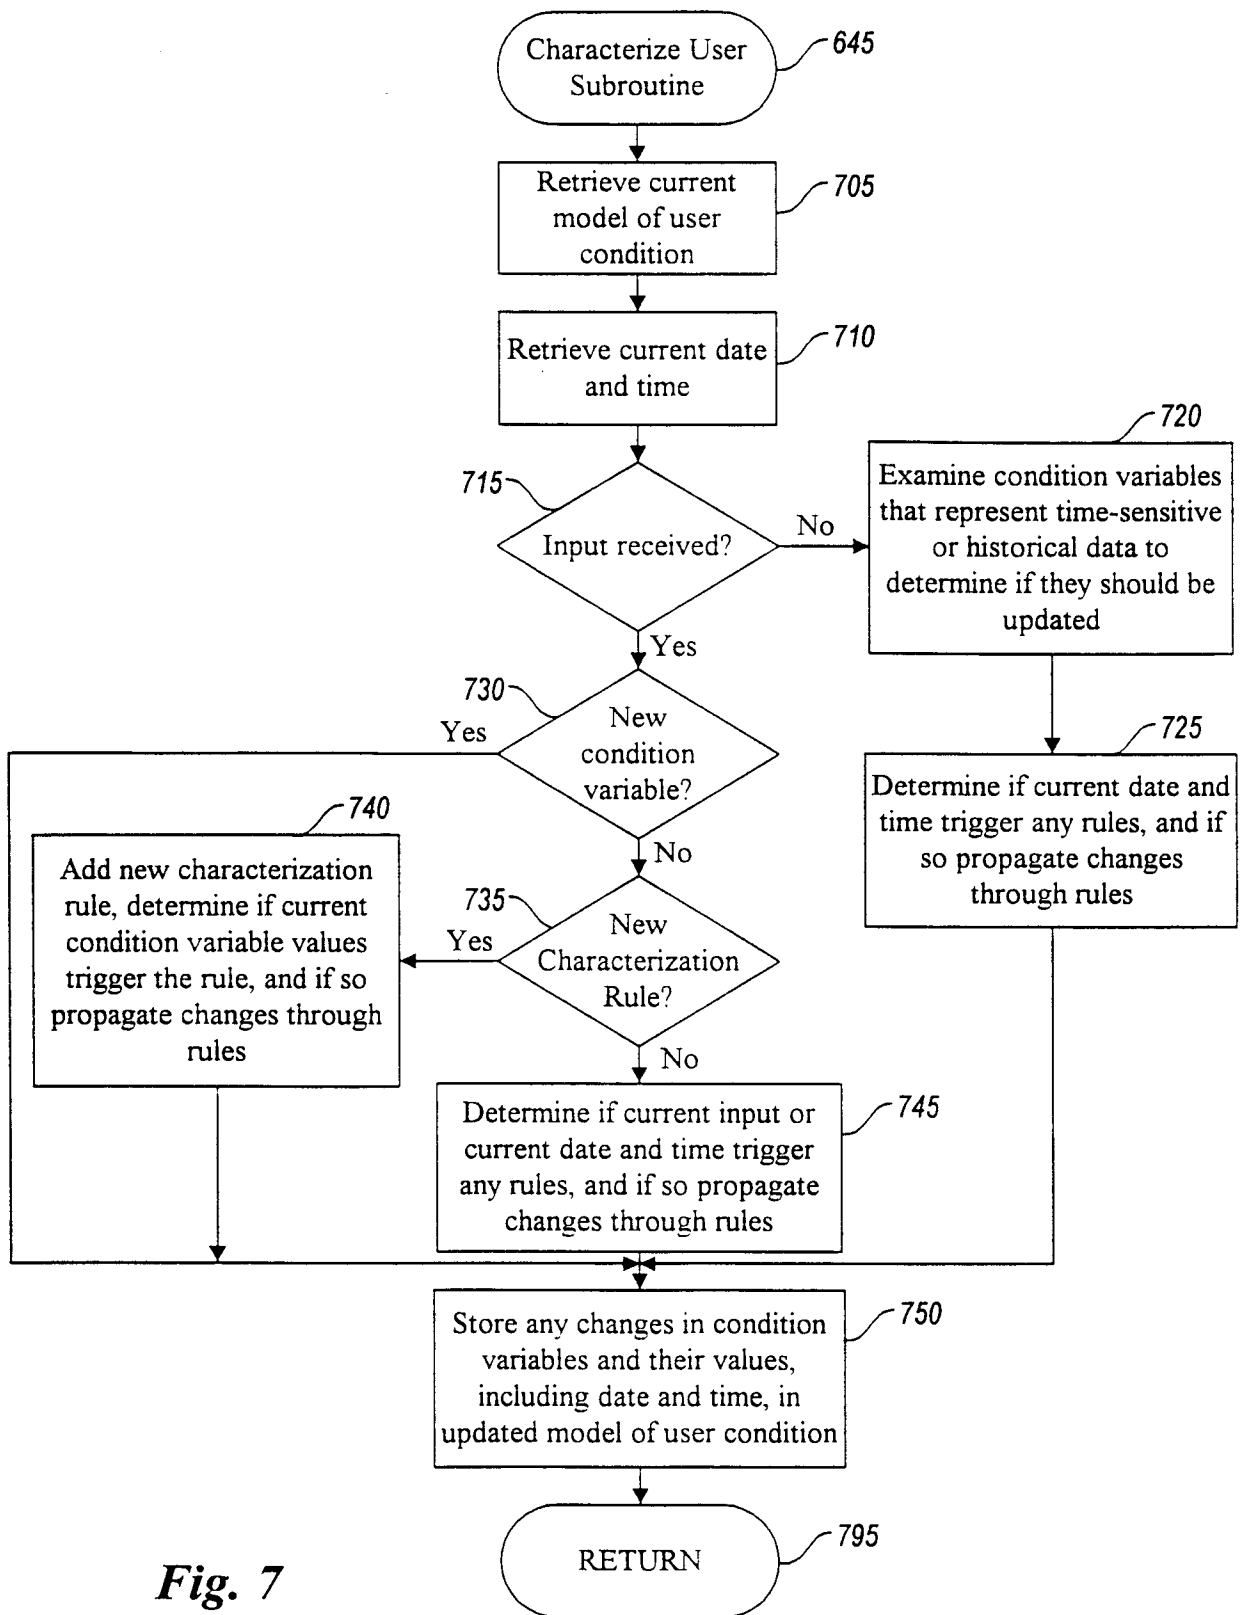 Characterize User
Subroutine
645
Retrieve current
model of user
condition
705
Retrieve current date
and time
710
715
Input received?
No
Yes
720
Examine condition variables
that represent time-sensitive
or historical data to
determine if they should be
updated
725
Determine if current date and
time trigger any rules, and if
so propagate changes
through rules
730
New
condition
variable?
Yes
No
735
New
Characterization
Rule?
Yes
No
740
Add new characterization
rule, determine if current
condition variable values
trigger the rule, and if so
propagate changes through
rules
745
Determine if current input or
current date and time trigger
any rules, and if so propagate
changes through rules
750
Store any changes in condition
variables and their values,
including date and time, in
updated model of user condition
RETURN
795
Fig. 7